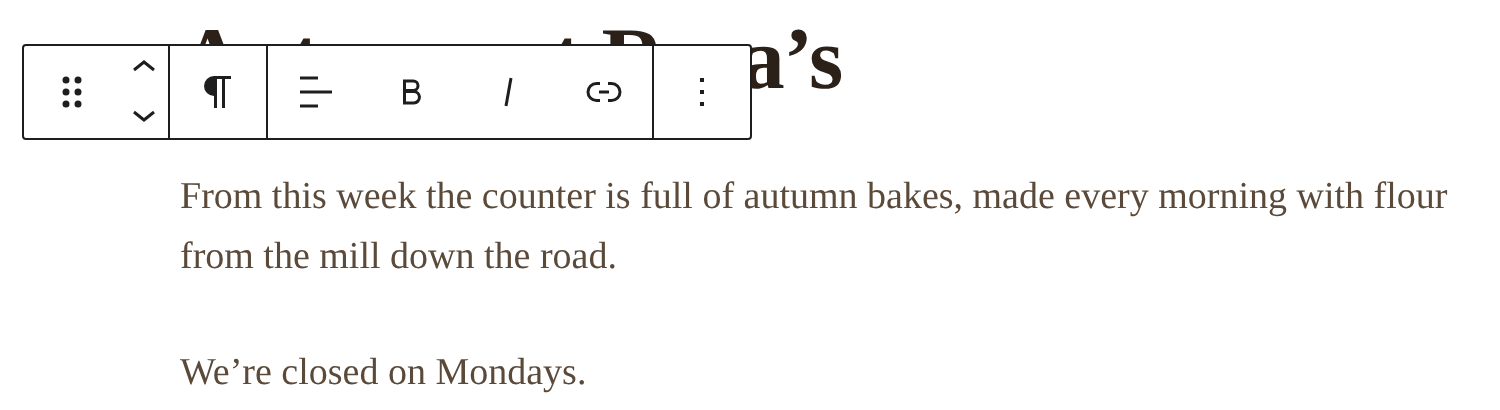 From this week the counter is full of autumn bakes, made every morning with flour
from the mill down the road.
We’re closed on Mondays.